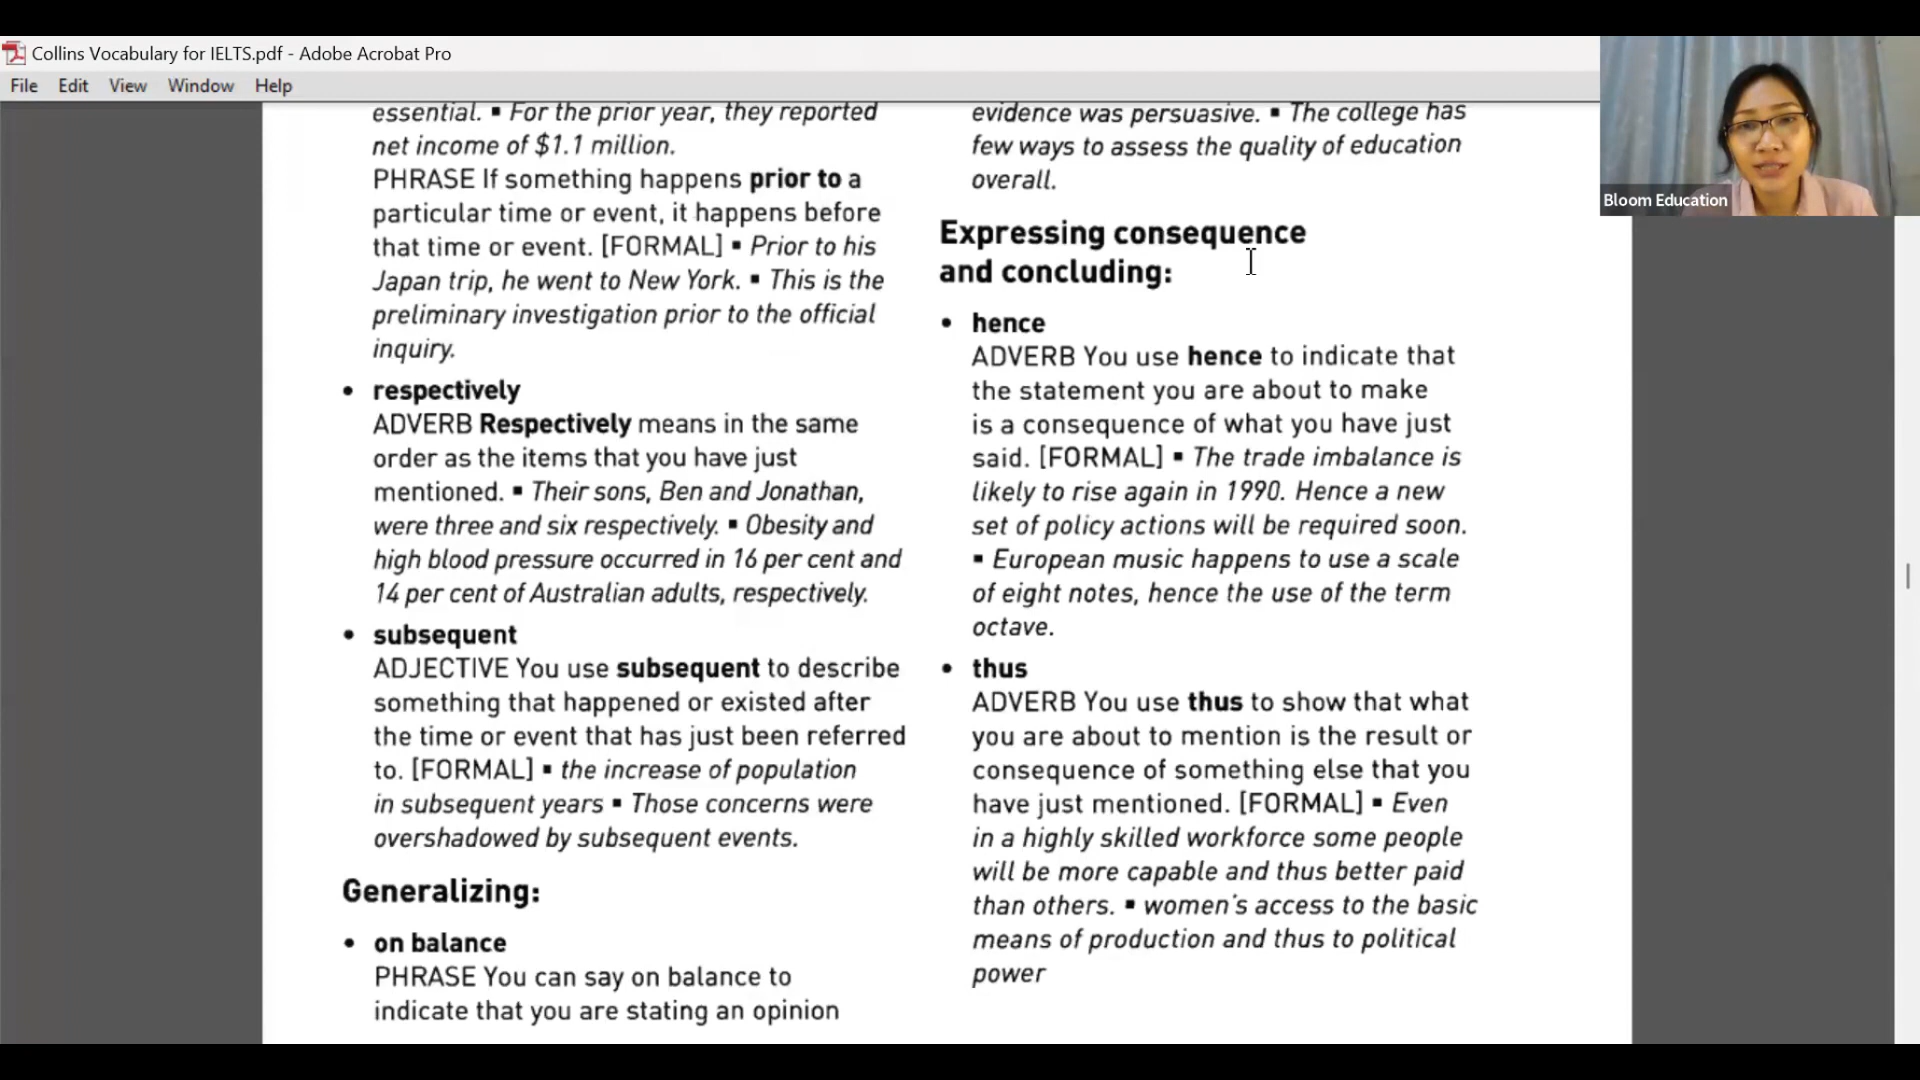 Collins Vocabulary for IELTS.pdf - Adobe Acrobat Pro
File Edit View Window Help
essential. ▪ For the prior year, they reported
net income of $1.1 million.
PHRASE If something happens prior to a
particular time or event, it happens before
that time or event. [FORMAL] ▪ Prior to his
Japan trip, he went to New York. ▪ This is the
preliminary investigation prior to the official
inquiry.
• respectively
ADVERB Respectively means in the same
order as the items that you have just
mentioned. ▪ Their sons, Ben and Jonathan,
were three and six respectively. ▪ Obesity and
high blood pressure occurred in 16 per cent and
14 per cent of Australian adults, respectively.
• subsequent
ADJECTIVE You use subsequent to describe
something that happened or existed after
the time or event that has just been referred
to. [FORMAL] ▪ the increase of population
in subsequent years ▪ Those concerns were
overshadowed by subsequent events.
Generalizing:
• on balance
PHRASE You can say on balance to
indicate that you are stating an opinion
evidence was persuasive. ▪ The college has
few ways to assess the quality of education
overall.
Expressing consequence
and concluding:
• hence
ADVERB You use hence to indicate that
the statement you are about to make
is a consequence of what you have just
said. [FORMAL] ▪ The trade imbalance is
likely to rise again in 1990. Hence a new
set of policy actions will be required soon.
▪ European music happens to use a scale
of eight notes, hence the use of the term
octave.
• thus
ADVERB You use thus to show that what
you are about to mention is the result or
consequence of something else that you
have just mentioned. [FORMAL] ▪ Even
in a highly skilled workforce some people
will be more capable and thus better paid
than others. ▪ women's access to the basic
means of production and thus to political
power
Bloom Education